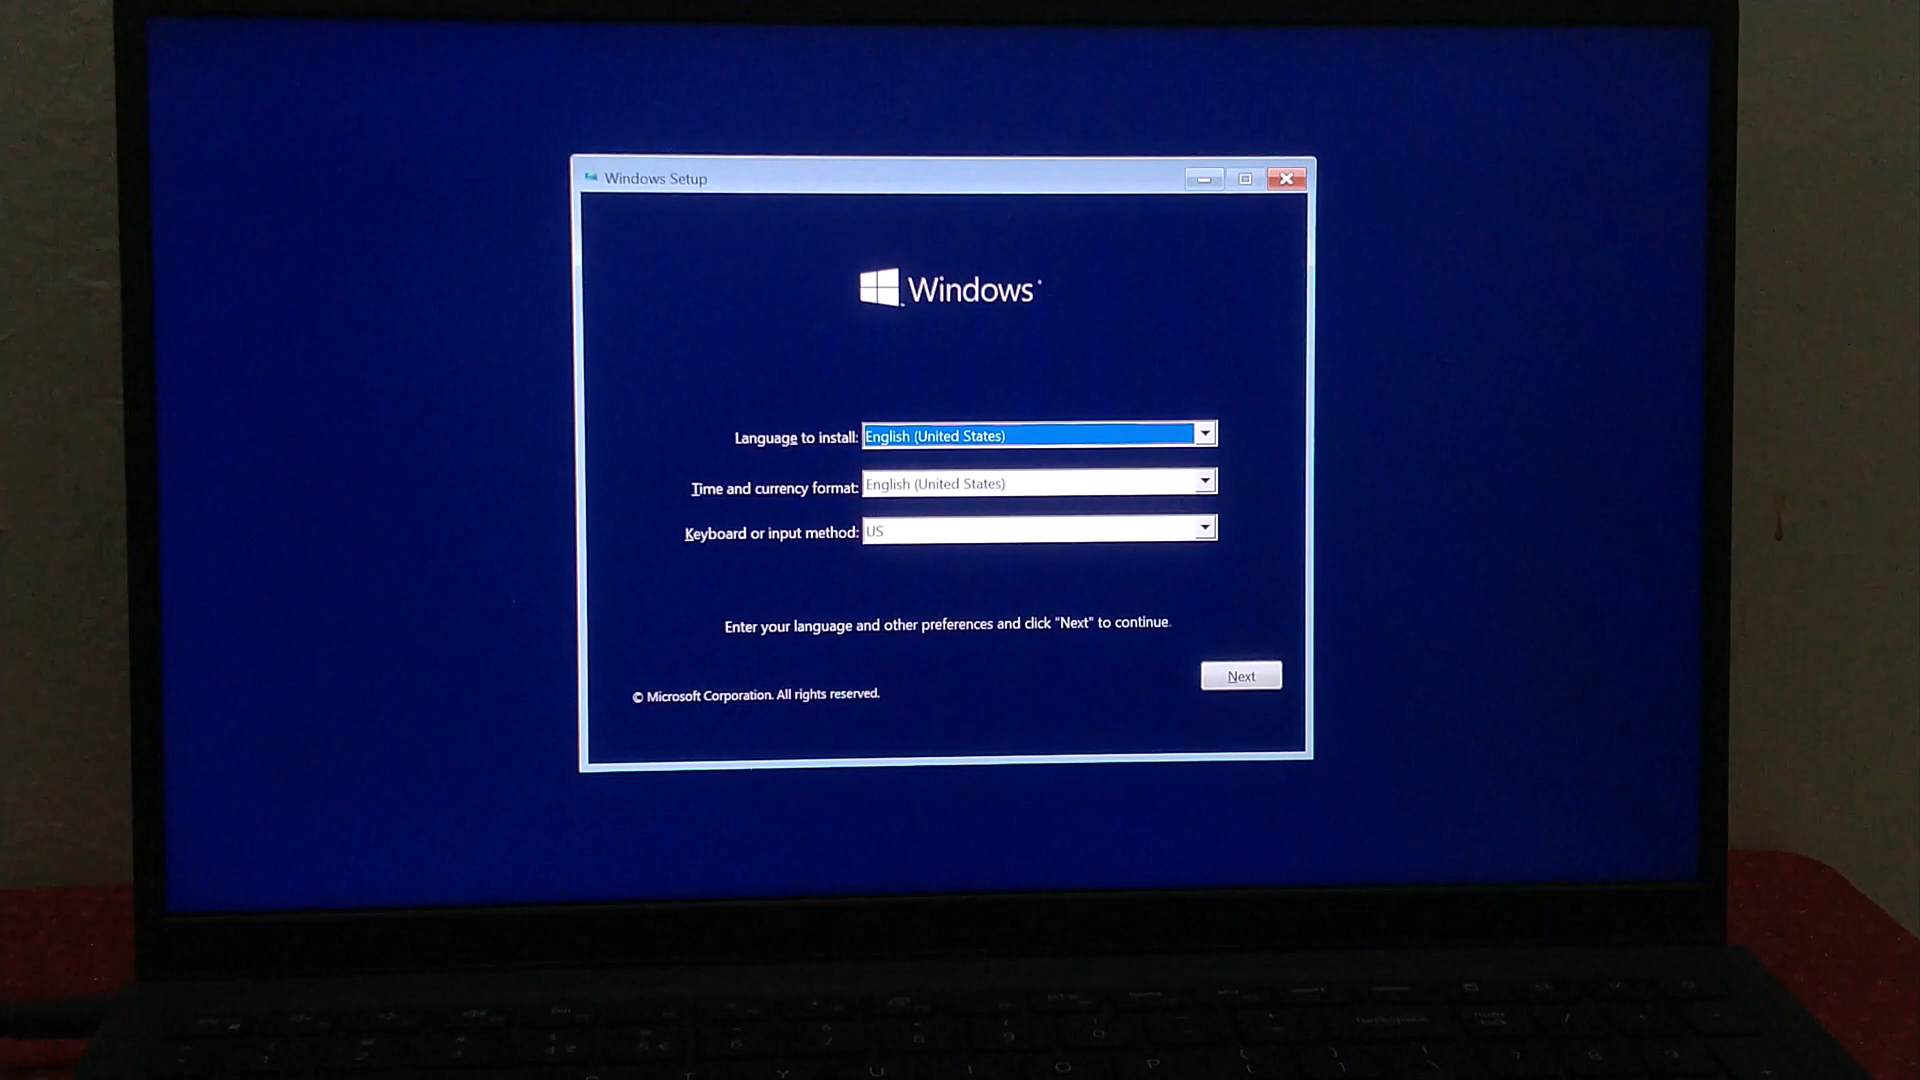 Windows Setup
Windows
Language to install: English (United States)
Time and currency format: English (United States)
Keyboard or input method: US
Enter your language and other preferences and click "Next" to continue.
Next
© Microsoft Corporation. All rights reserved.